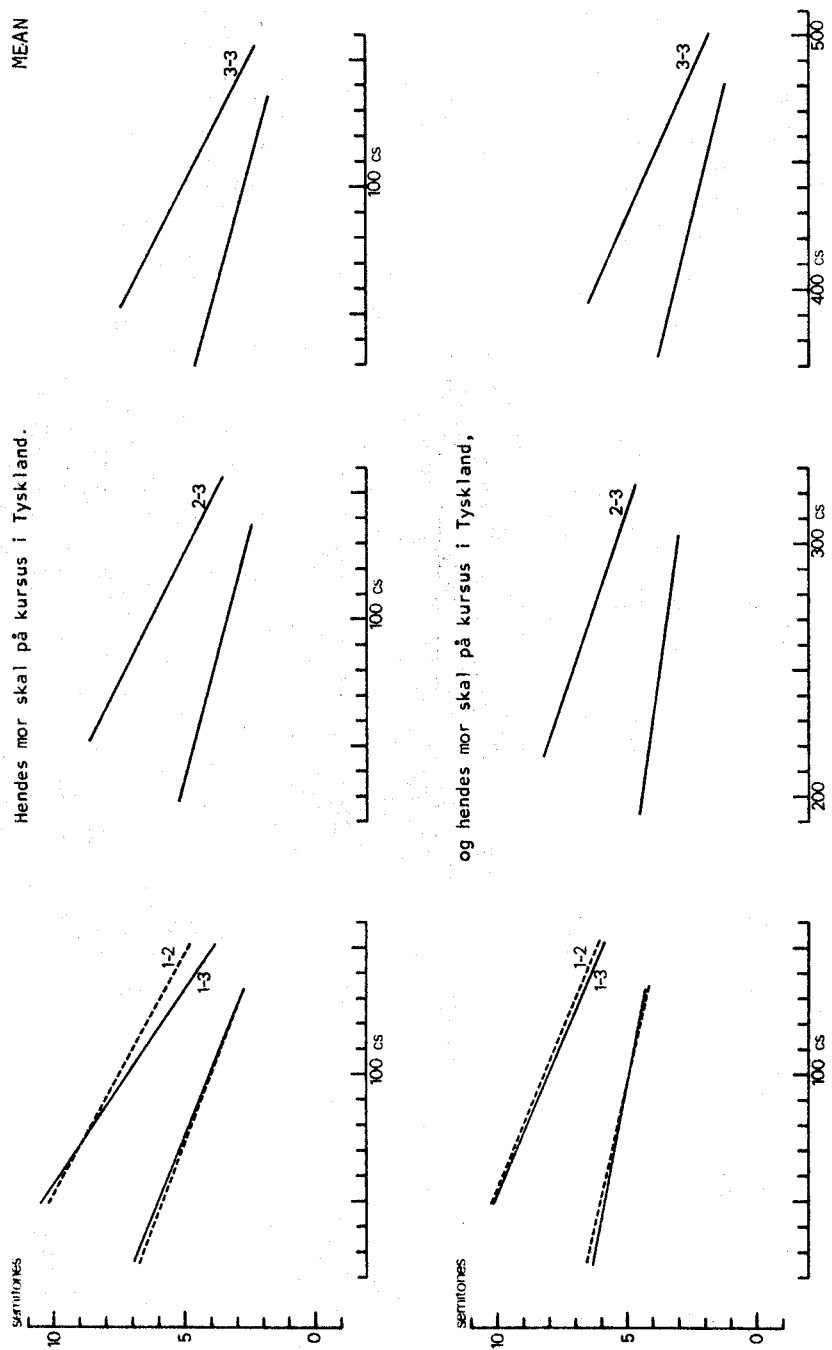 MEAN
Hendes mor skal på kursus i Tyskland.
semitones
10
5
0
1-2
1-3
100 cs
2-3
100 cs
3-3
100 cs
og hendes mor skal på kursus i Tyskland,
semitones
10
5
0
1-2
1-3
100 cs
2-3
200
300 cs
3-3
400 cs
500